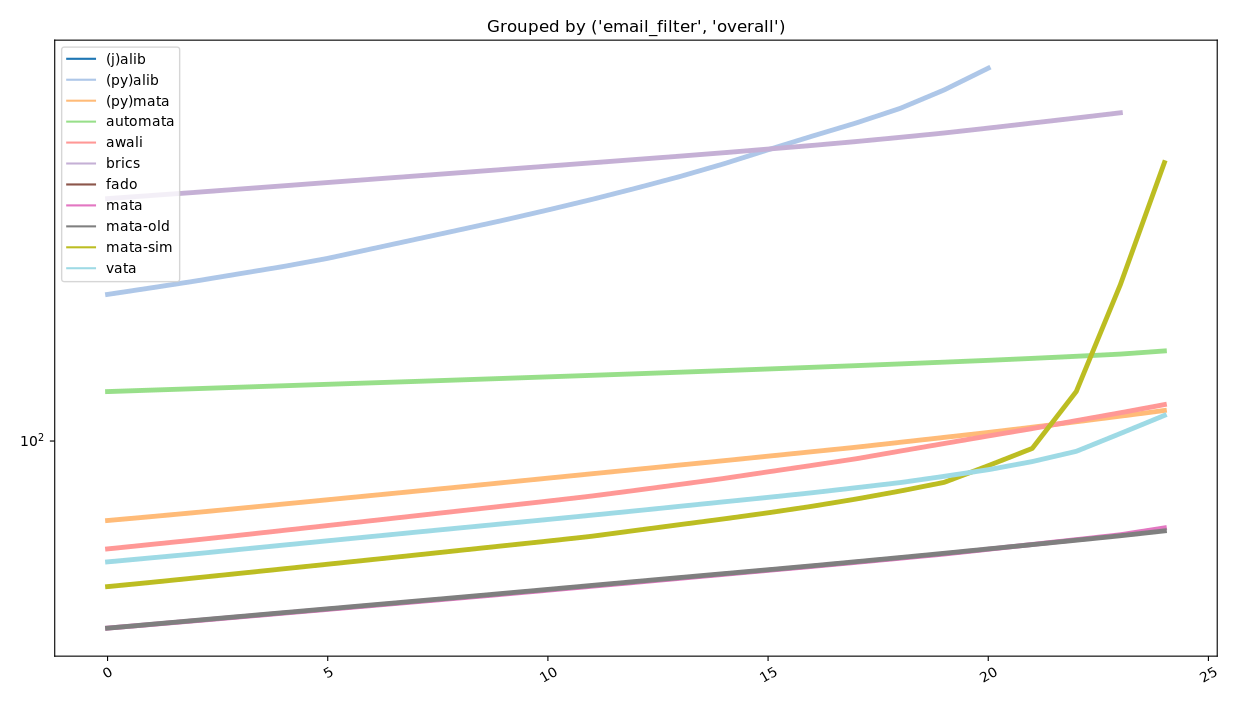 Grouped by ('email_filter', 'overall')
(j)alib
(py)alib
(py)mata
automata
awali
brics
fado
mata
mata-old
mata-sim
vata
10²
0 5 10 15 20 25